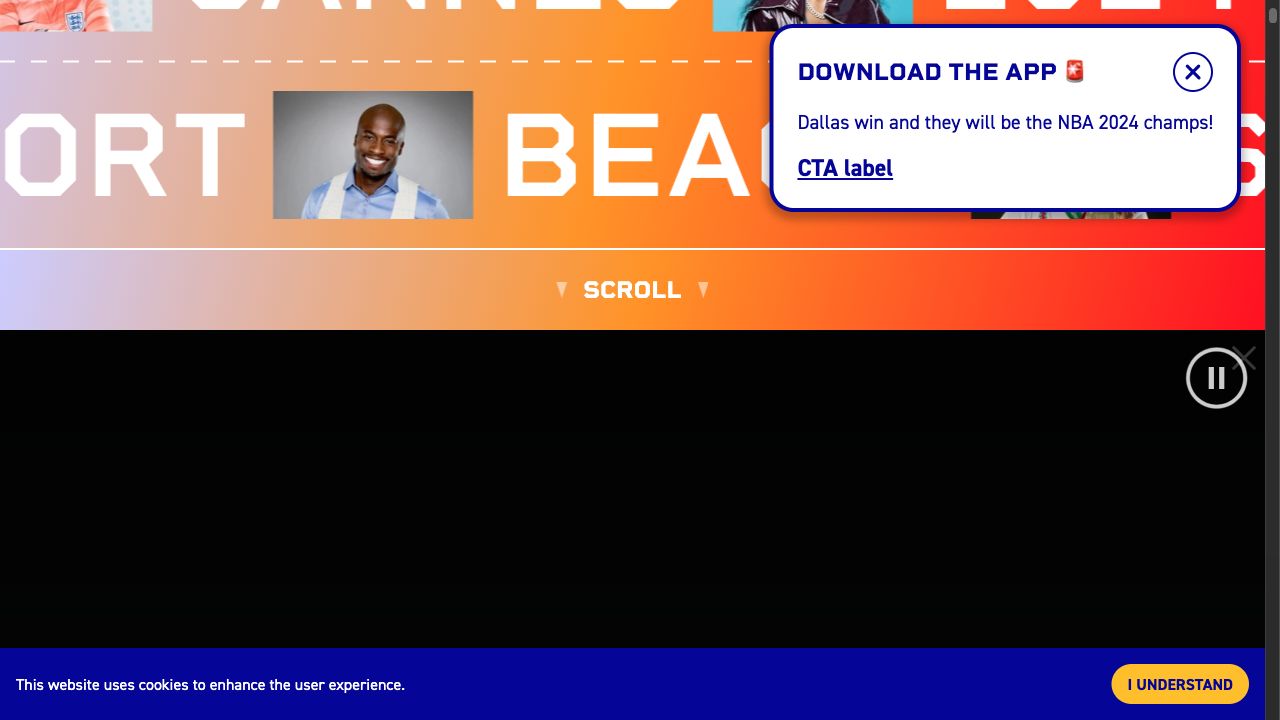 DOWNLOAD THE APP 🚨
Dallas win and they will be the NBA 2024 champs!
CTA label
ORT BEA
SCROLL
This website uses cookies to enhance the user experience.
I UNDERSTAND